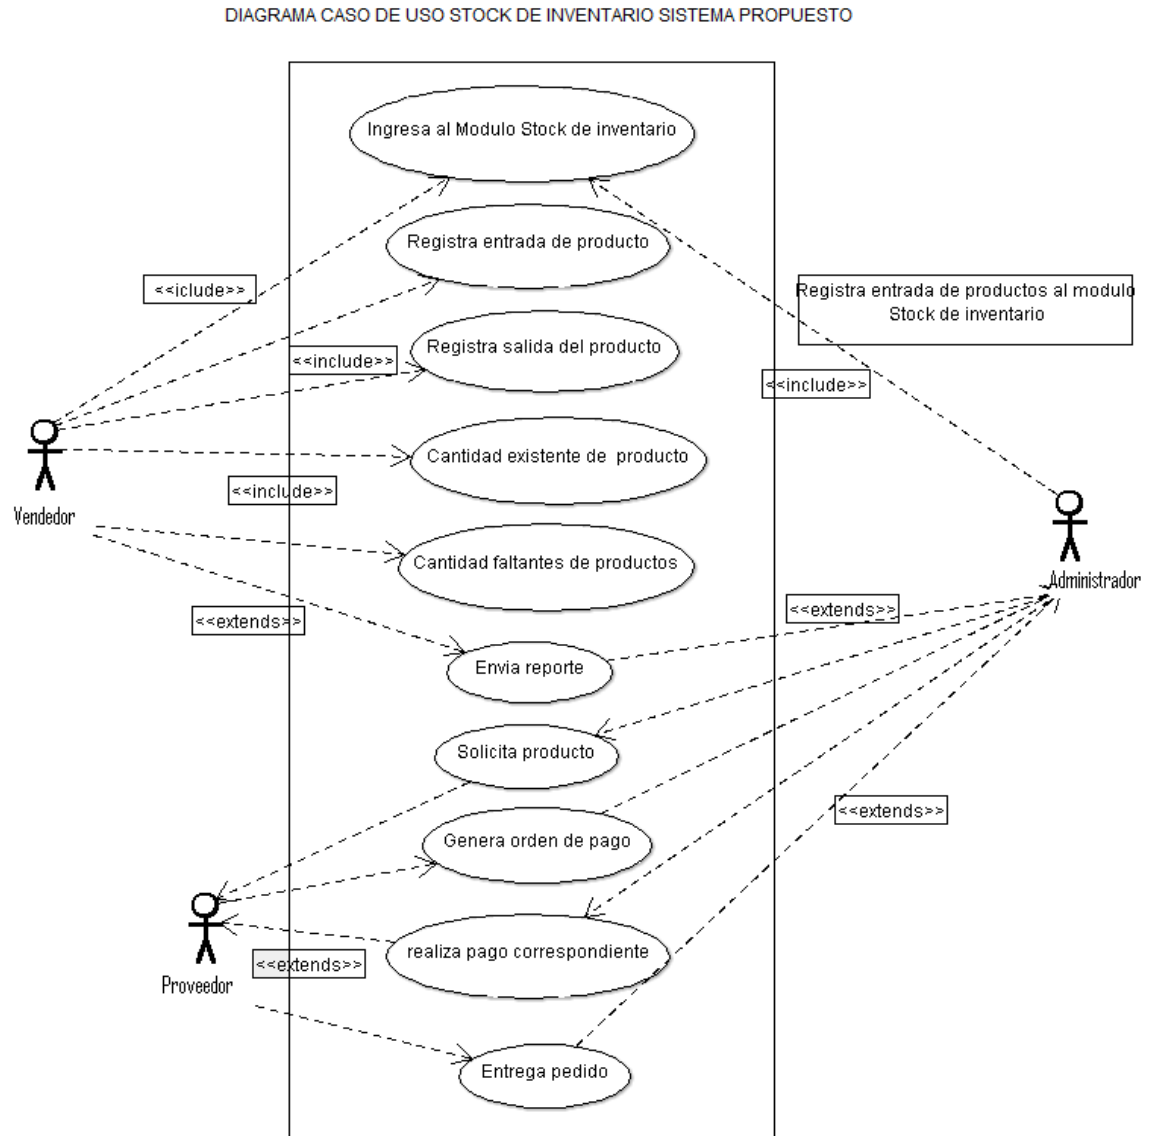 DIAGRAMA CASO DE USO STOCK DE INVENTARIO SISTEMA PROPUESTO
Ingresa al Modulo Stock de inventario
Registra entrada de producto
<<iclude>>
Registra entrada de productos al modulo
Stock de inventario
Registra salida del producto
<<include>>
<<include>>
Cantidad existente de producto
<<include>>
Vendedor
Cantidad faltantes de productos
Administrador
<<extends>>
<<extends>>
Envia reporte
Solicita producto
<<extends>>
Genera orden de pago
realiza pago correspondiente
<<extends>>
Proveedor
Entrega pedido